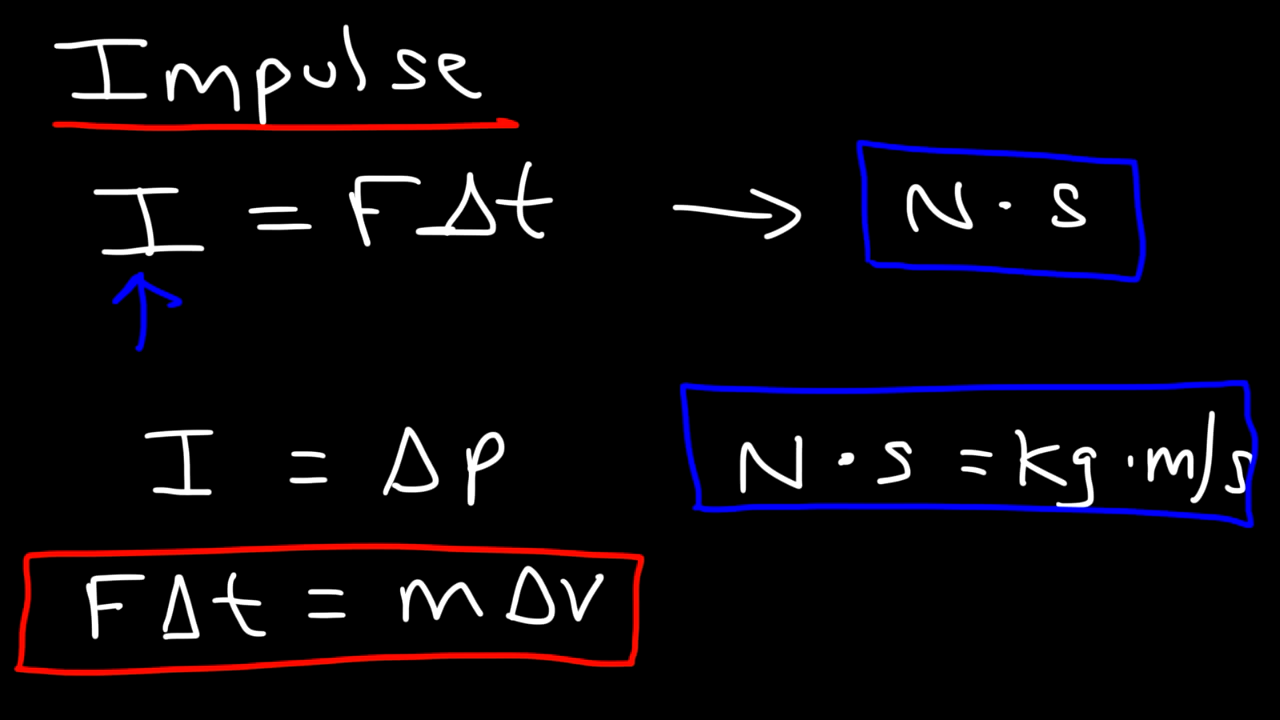 Impulse
I = FΔt → N·s
I = Δp
N·s = kg·m/s
FΔt = mΔv